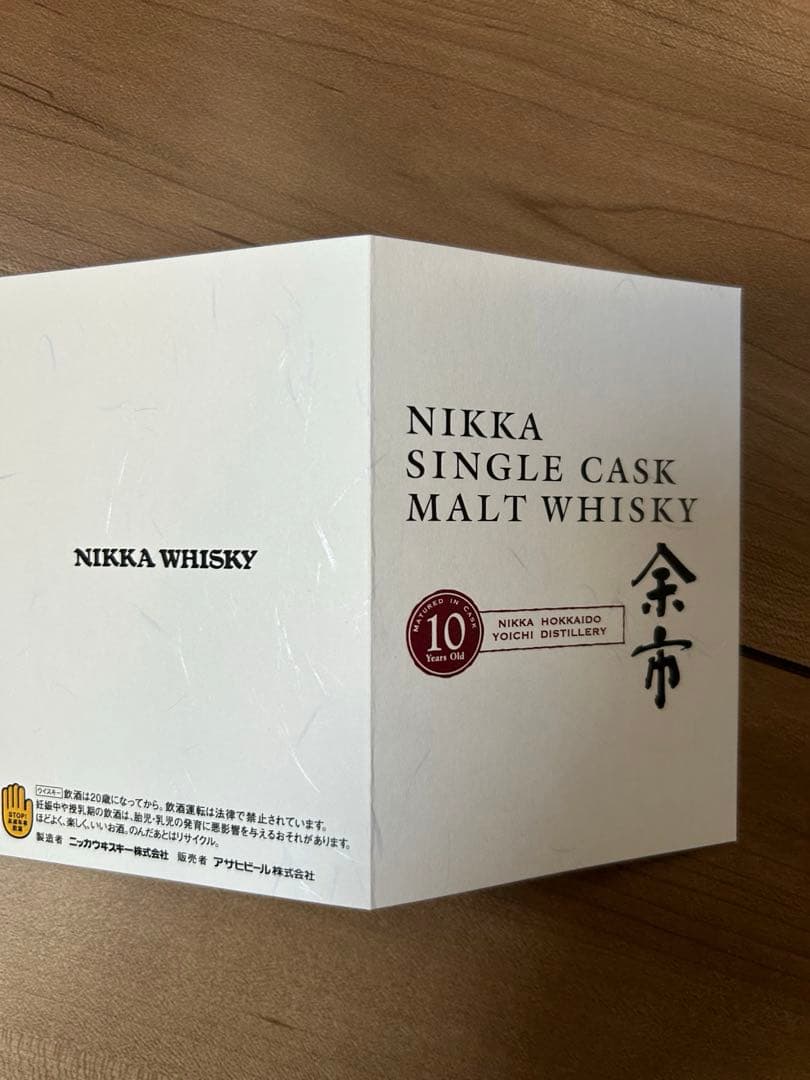 NIKKA WHISKY
STOP!
ウイスキー 飲酒は20歳になってから。飲酒運転は法律で禁止されています。
妊娠中や授乳期の飲酒は、胎児・乳児の発育に悪影響を与えるおそれがあります。
ほどよく、楽しく、いいお酒。のんだあとはリサイクル。
製造者 ニッカウヰスキー株式会社 販売者 アサヒビール株式会社
NIKKA
SINGLE CASK
MALT WHISKY
余市
MATURED IN CASK
10
Years Old
NIKKA HOKKAIDO
YOICHI DISTILLERY